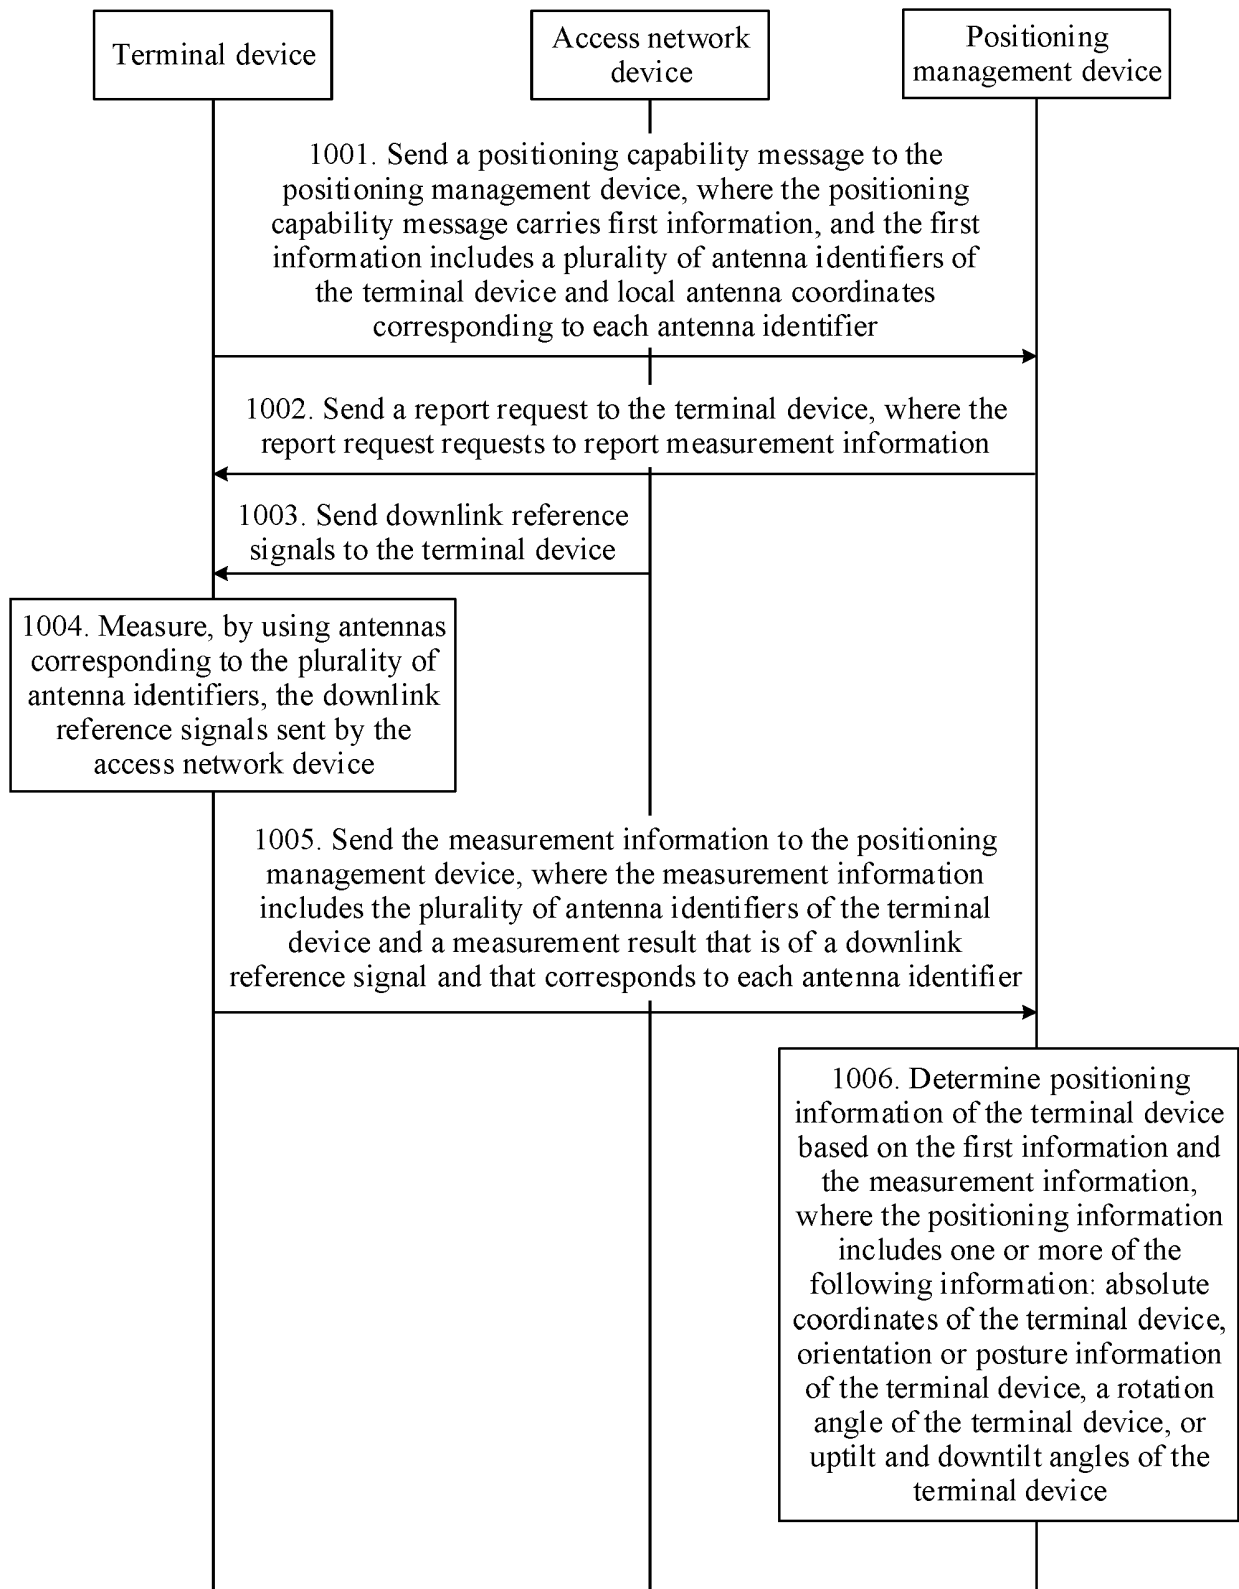 Terminal device
Access network
device
Positioning
management device
1001. Send a positioning capability message to the
positioning management device, where the positioning
capability message carries first information, and the first
information includes a plurality of antenna identifiers of
the terminal device and local antenna coordinates
corresponding to each antenna identifier
1002. Send a report request to the terminal device, where the
report request requests to report measurement information
1003. Send downlink reference
signals to the terminal device
1004. Measure, by using antennas
corresponding to the plurality of
antenna identifiers, the downlink
reference signals sent by the
access network device
1005. Send the measurement information to the positioning
management device, where the measurement information
includes the plurality of antenna identifiers of the terminal
device and a measurement result that is of a downlink
reference signal and that corresponds to each antenna identifier
1006. Determine positioning
information of the terminal device
based on the first information and
the measurement information,
where the positioning information
includes one or more of the
following information: absolute
coordinates of the terminal device,
orientation or posture information
of the terminal device, a rotation
angle of the terminal device, or
uptilt and downtilt angles of the
terminal device